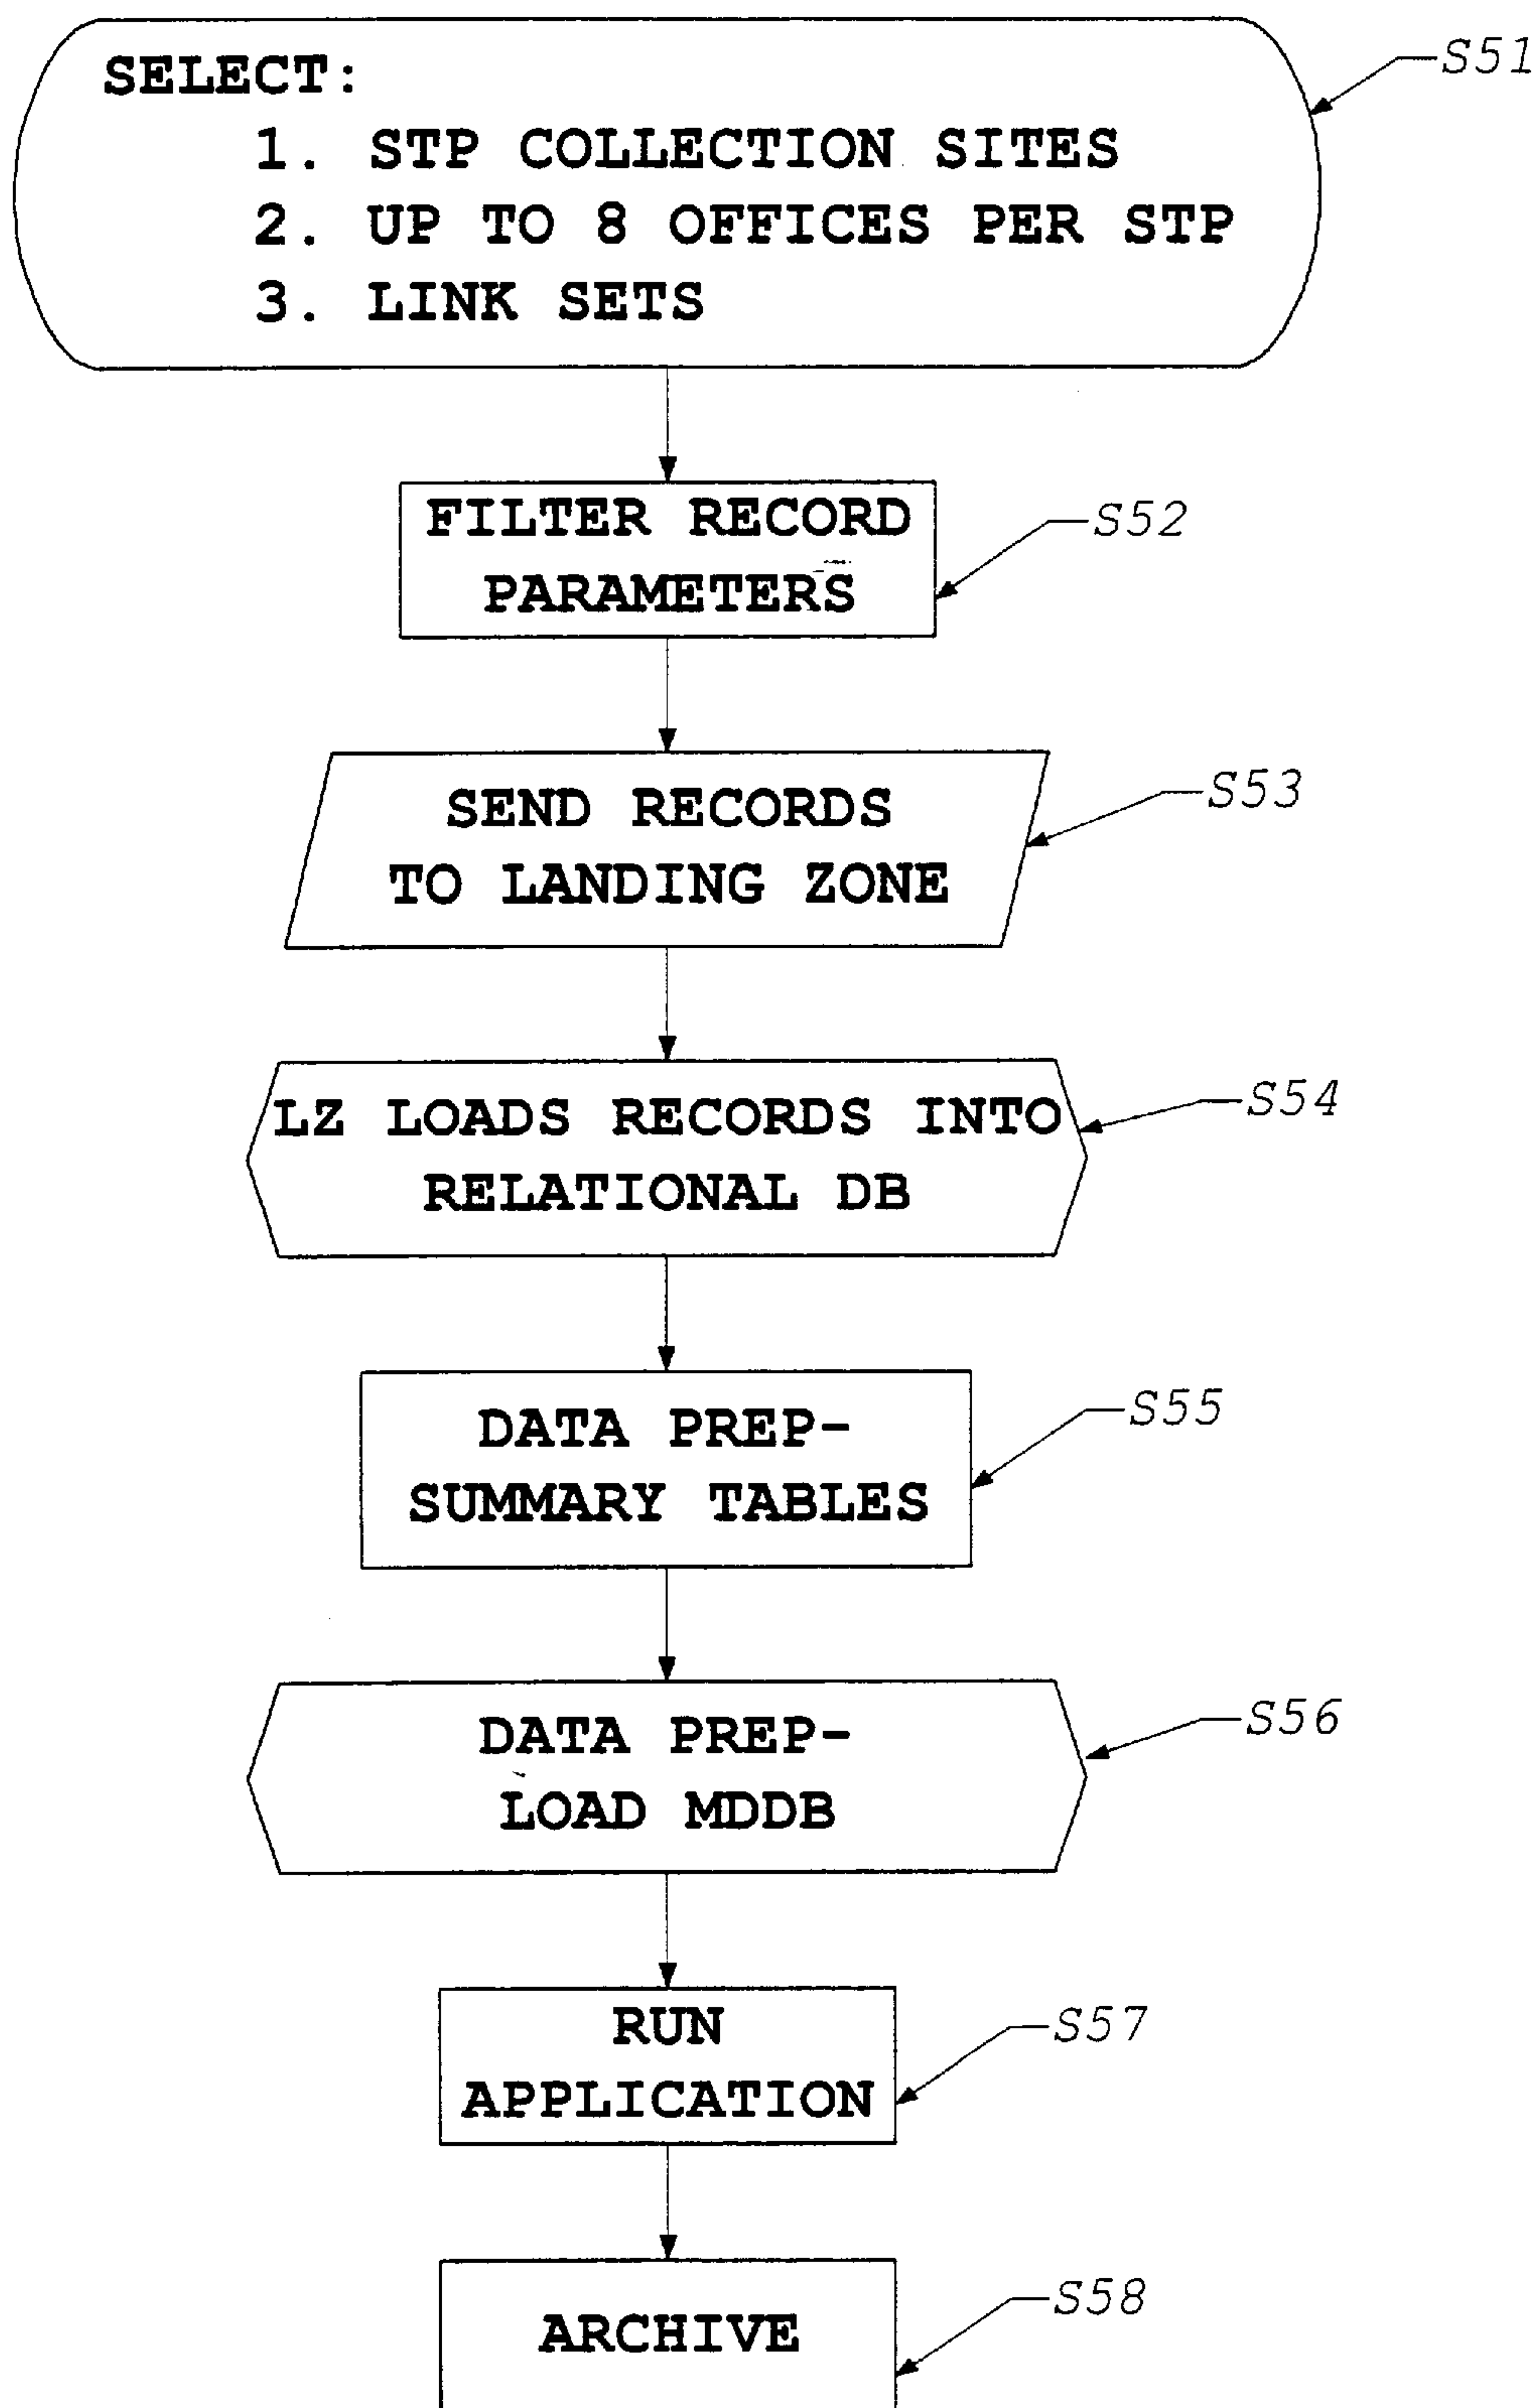 SELECT:
1. STP COLLECTION SITES
2. UP TO 8 OFFICES PER STP
3. LINK SETS
S51
FILTER RECORD
PARAMETERS
S52
SEND RECORDS
TO LANDING ZONE
S53
LZ LOADS RECORDS INTO
RELATIONAL DB
S54
DATA PREP-
SUMMARY TABLES
S55
DATA PREP-
LOAD MDDB
S56
RUN
APPLICATION
S57
ARCHIVE
S58